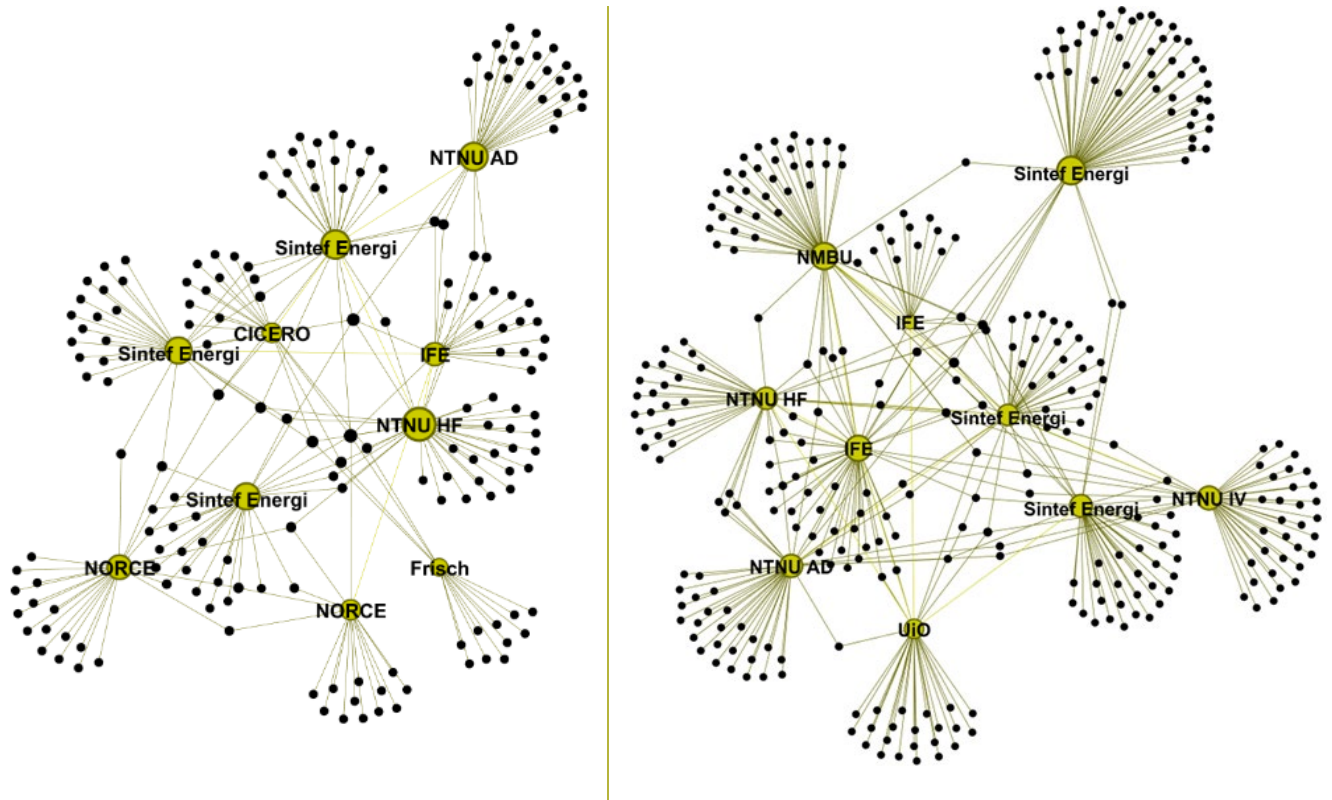 NTNU AD
Sintef Energi
CICERO
Sintef Energi
IFE
NTNU HF
Sintef Energi
NORCE
Frisch
NORCE
Sintef Energi
NMBU
IFE
NTNU HF
Sintef Energi
IFE
NTNU IV
Sintef Energi
NTNU AD
UiO